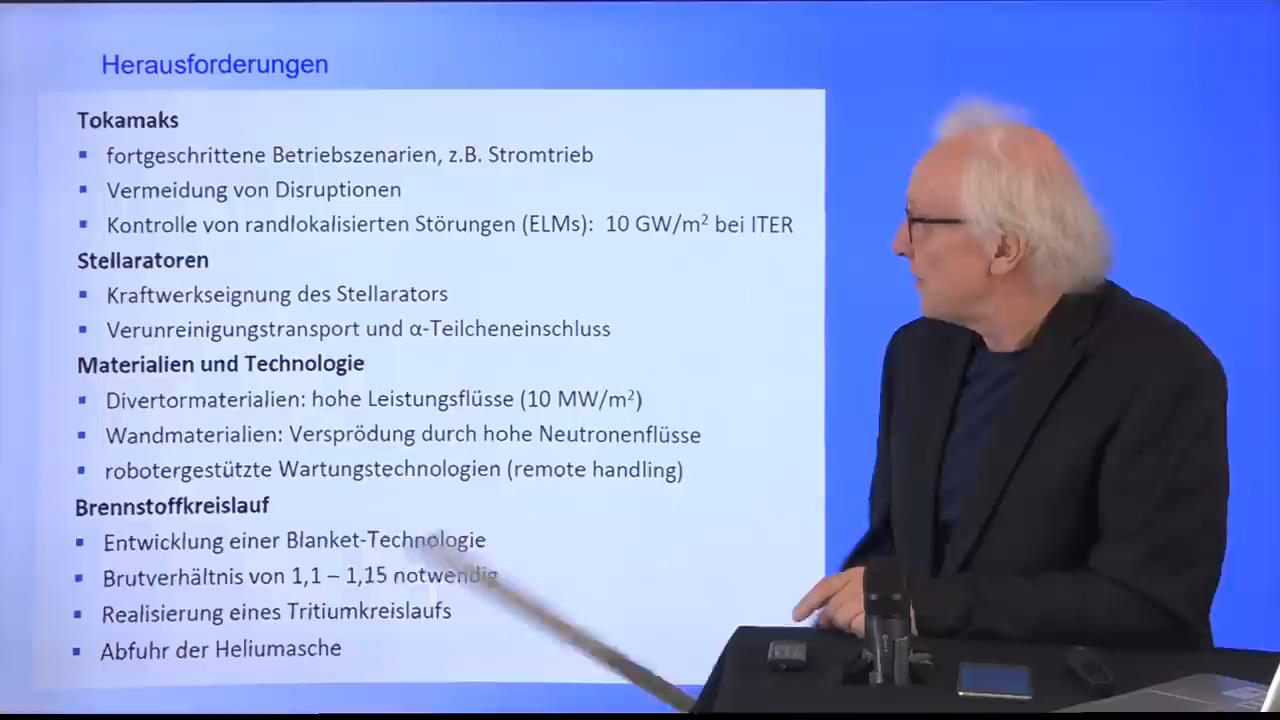 Herausforderungen
Tokamaks
▪ fortgeschrittene Betriebszenarien, z.B. Stromtrieb
▪ Vermeidung von Disruptionen
▪ Kontrolle von randlokalisierten Störungen (ELMs): 10 GW/m² bei ITER
Stellaratoren
▪ Kraftwerkseignung des Stellarators
▪ Verunreinigungstransport und α-Teilcheneinschluss
Materialien und Technologie
▪ Divertormaterialien: hohe Leistungsflüsse (10 MW/m²)
▪ Wandmaterialien: Versprödung durch hohe Neutronenflüsse
▪ robotergestützte Wartungstechnologien (remote handling)
Brennstoffkreislauf
▪ Entwicklung einer Blanket-Technologie
▪ Brutverhältnis von 1,1 – 1,15 notwendig
▪ Realisierung eines Tritiumkreislaufs
▪ Abfuhr der Heliumasche